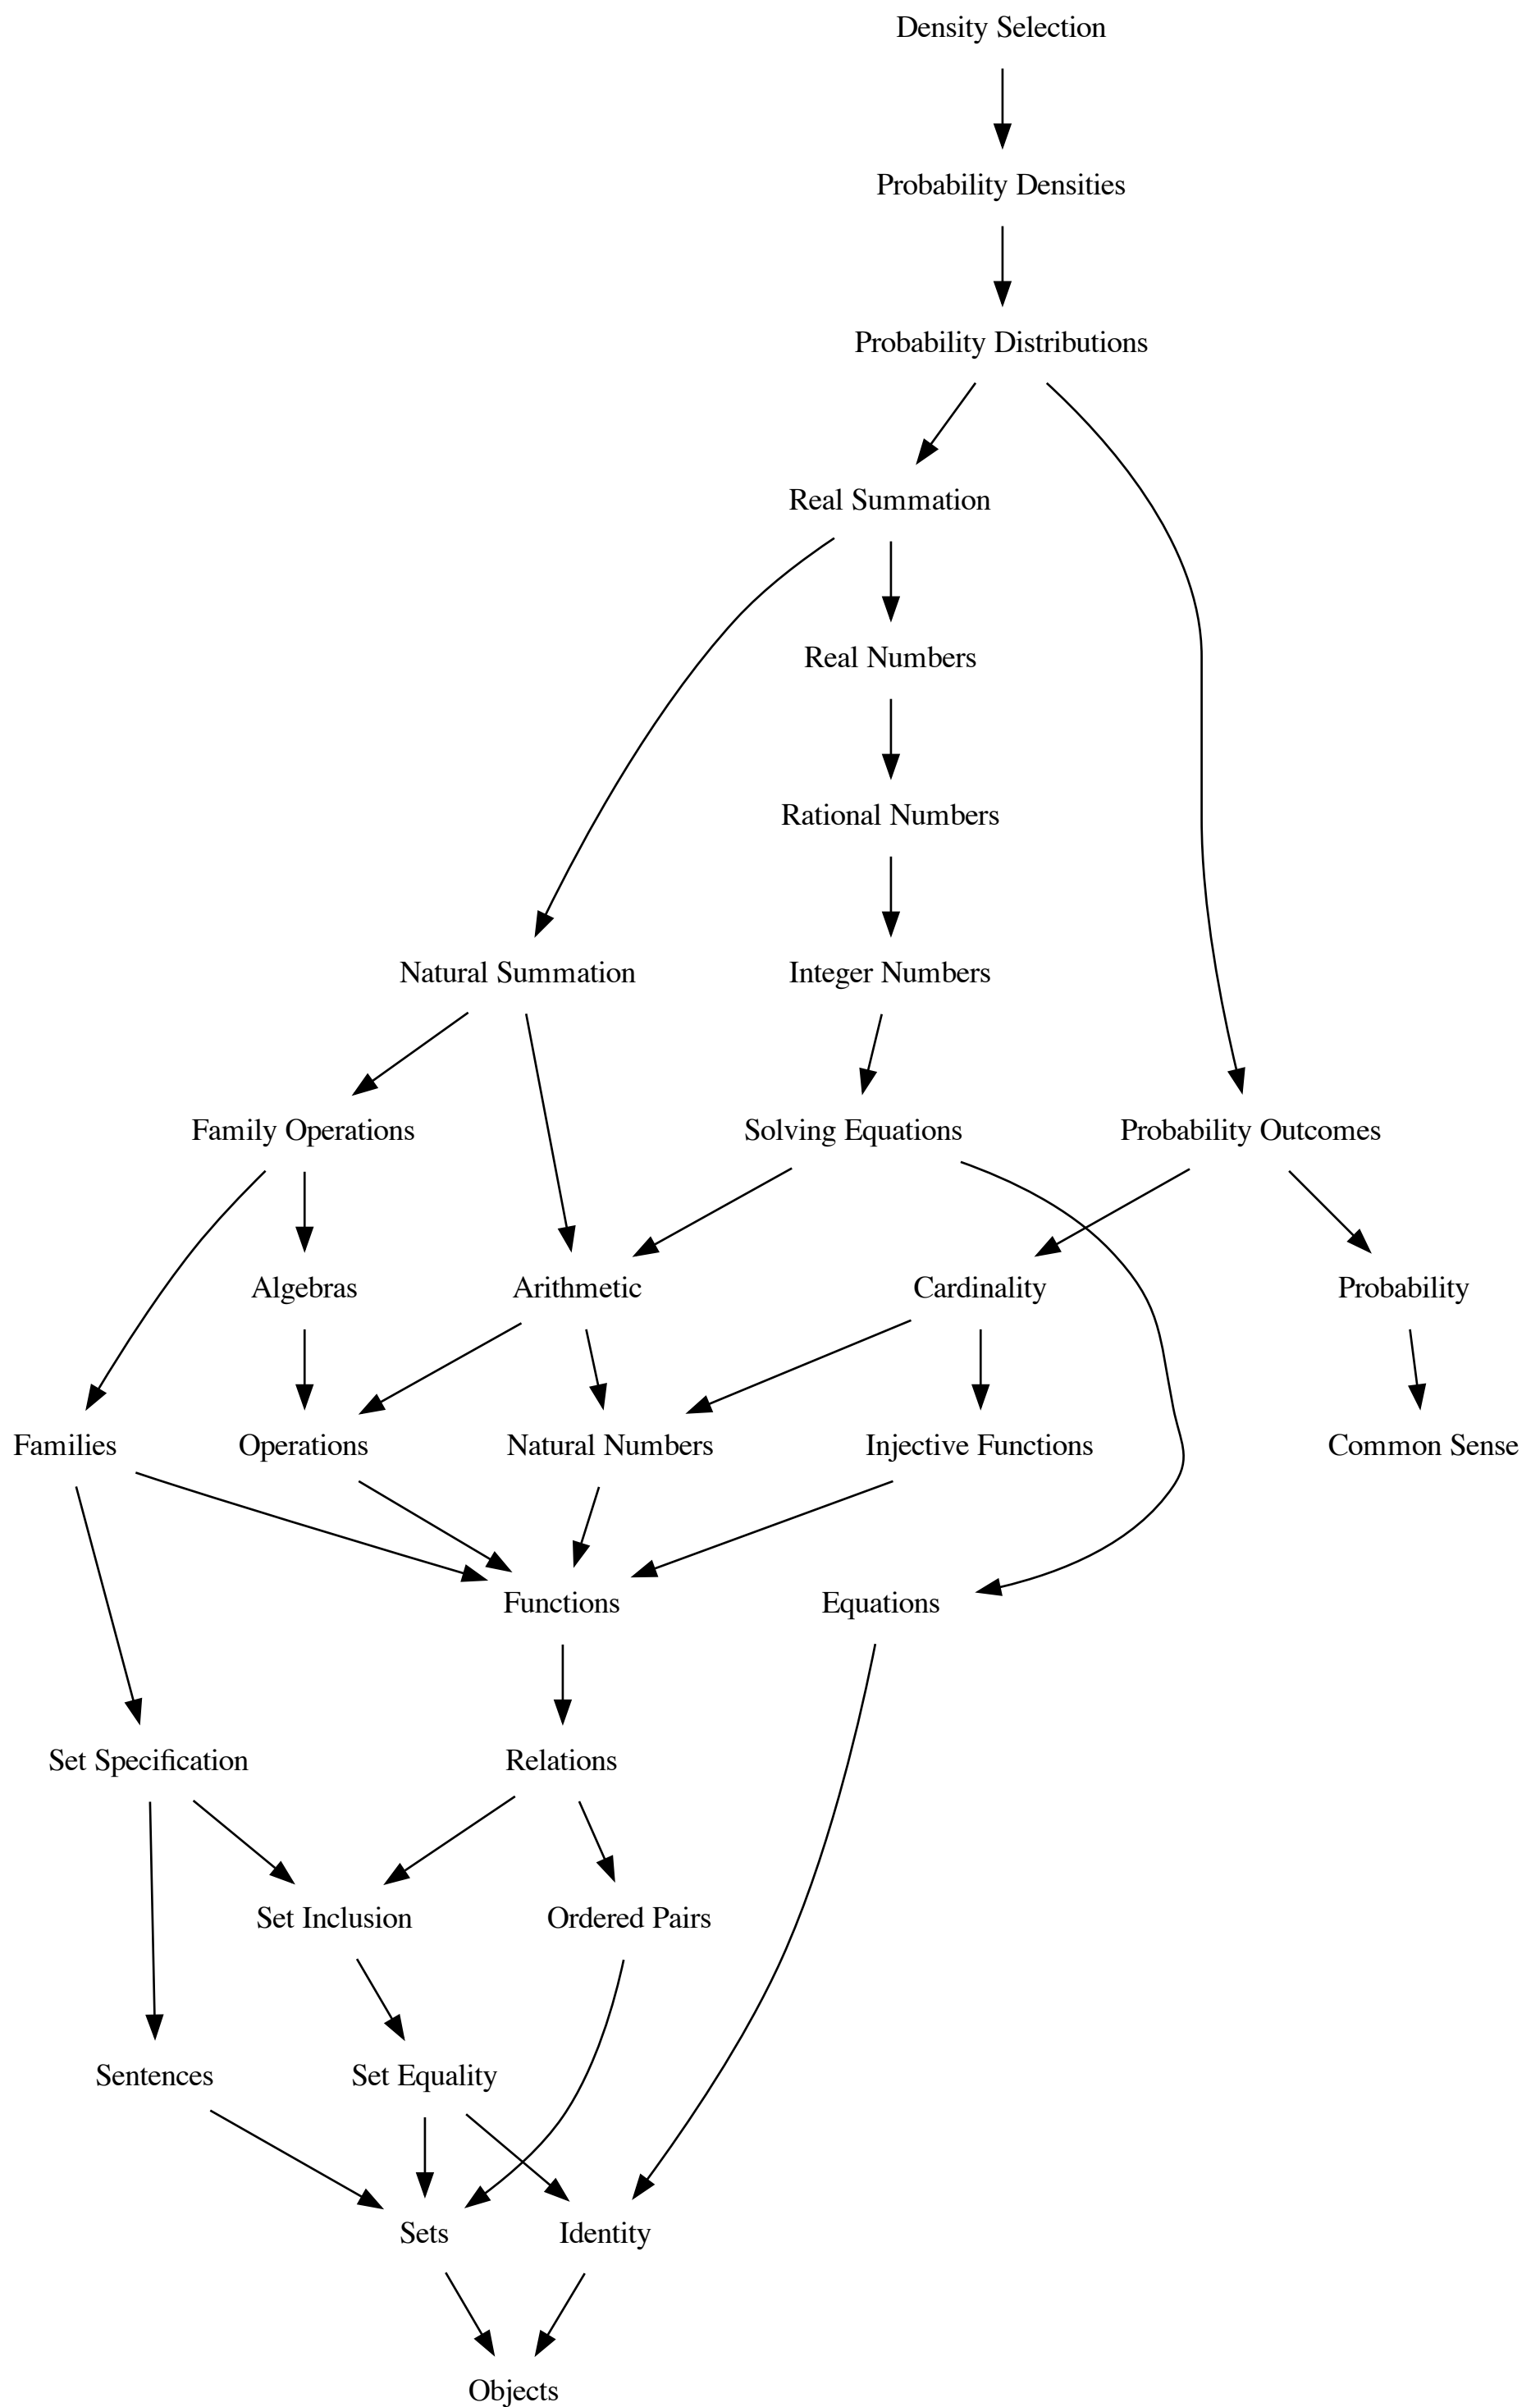 Density Selection
Probability Densities
Probability Distributions
Real Summation
Real Numbers
Rational Numbers
Natural Summation
Integer Numbers
Family Operations
Solving Equations
Probability Outcomes
Algebras
Arithmetic
Cardinality
Probability
Families
Operations
Natural Numbers
Injective Functions
Common Sense
Functions
Equations
Set Specification
Relations
Set Inclusion
Ordered Pairs
Sentences
Set Equality
Sets
Identity
Objects